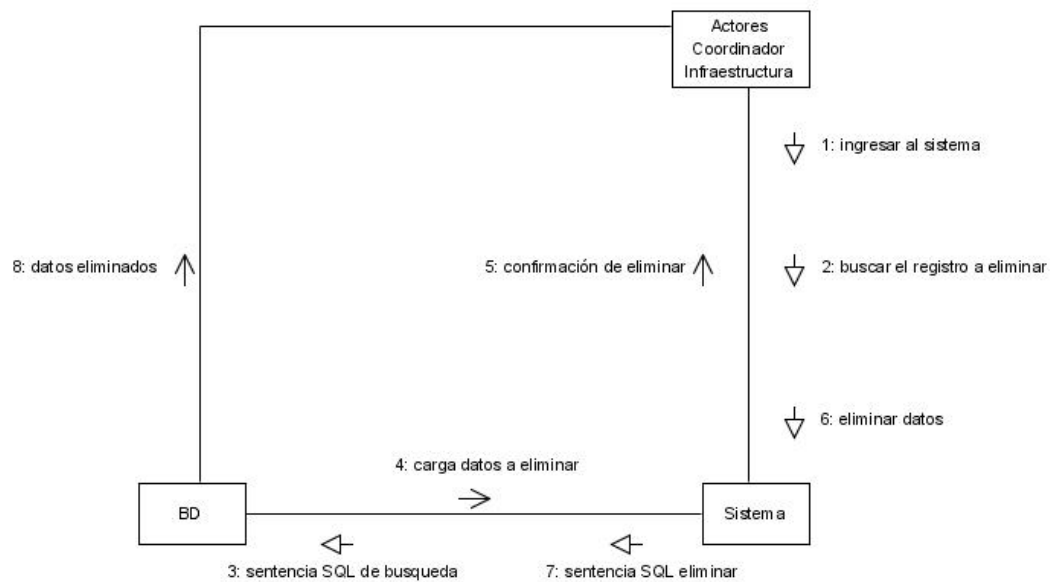 Actores
Coordinador
Infraestructura
1: ingresar al sistema
8: datos eliminados
5: confirmación de eliminar
2: buscar el registro a eliminar
6: eliminar datos
4: carga datos a eliminar
BD
Sistema
3: sentencia SQL de busqueda
7: sentencia SQL eliminar